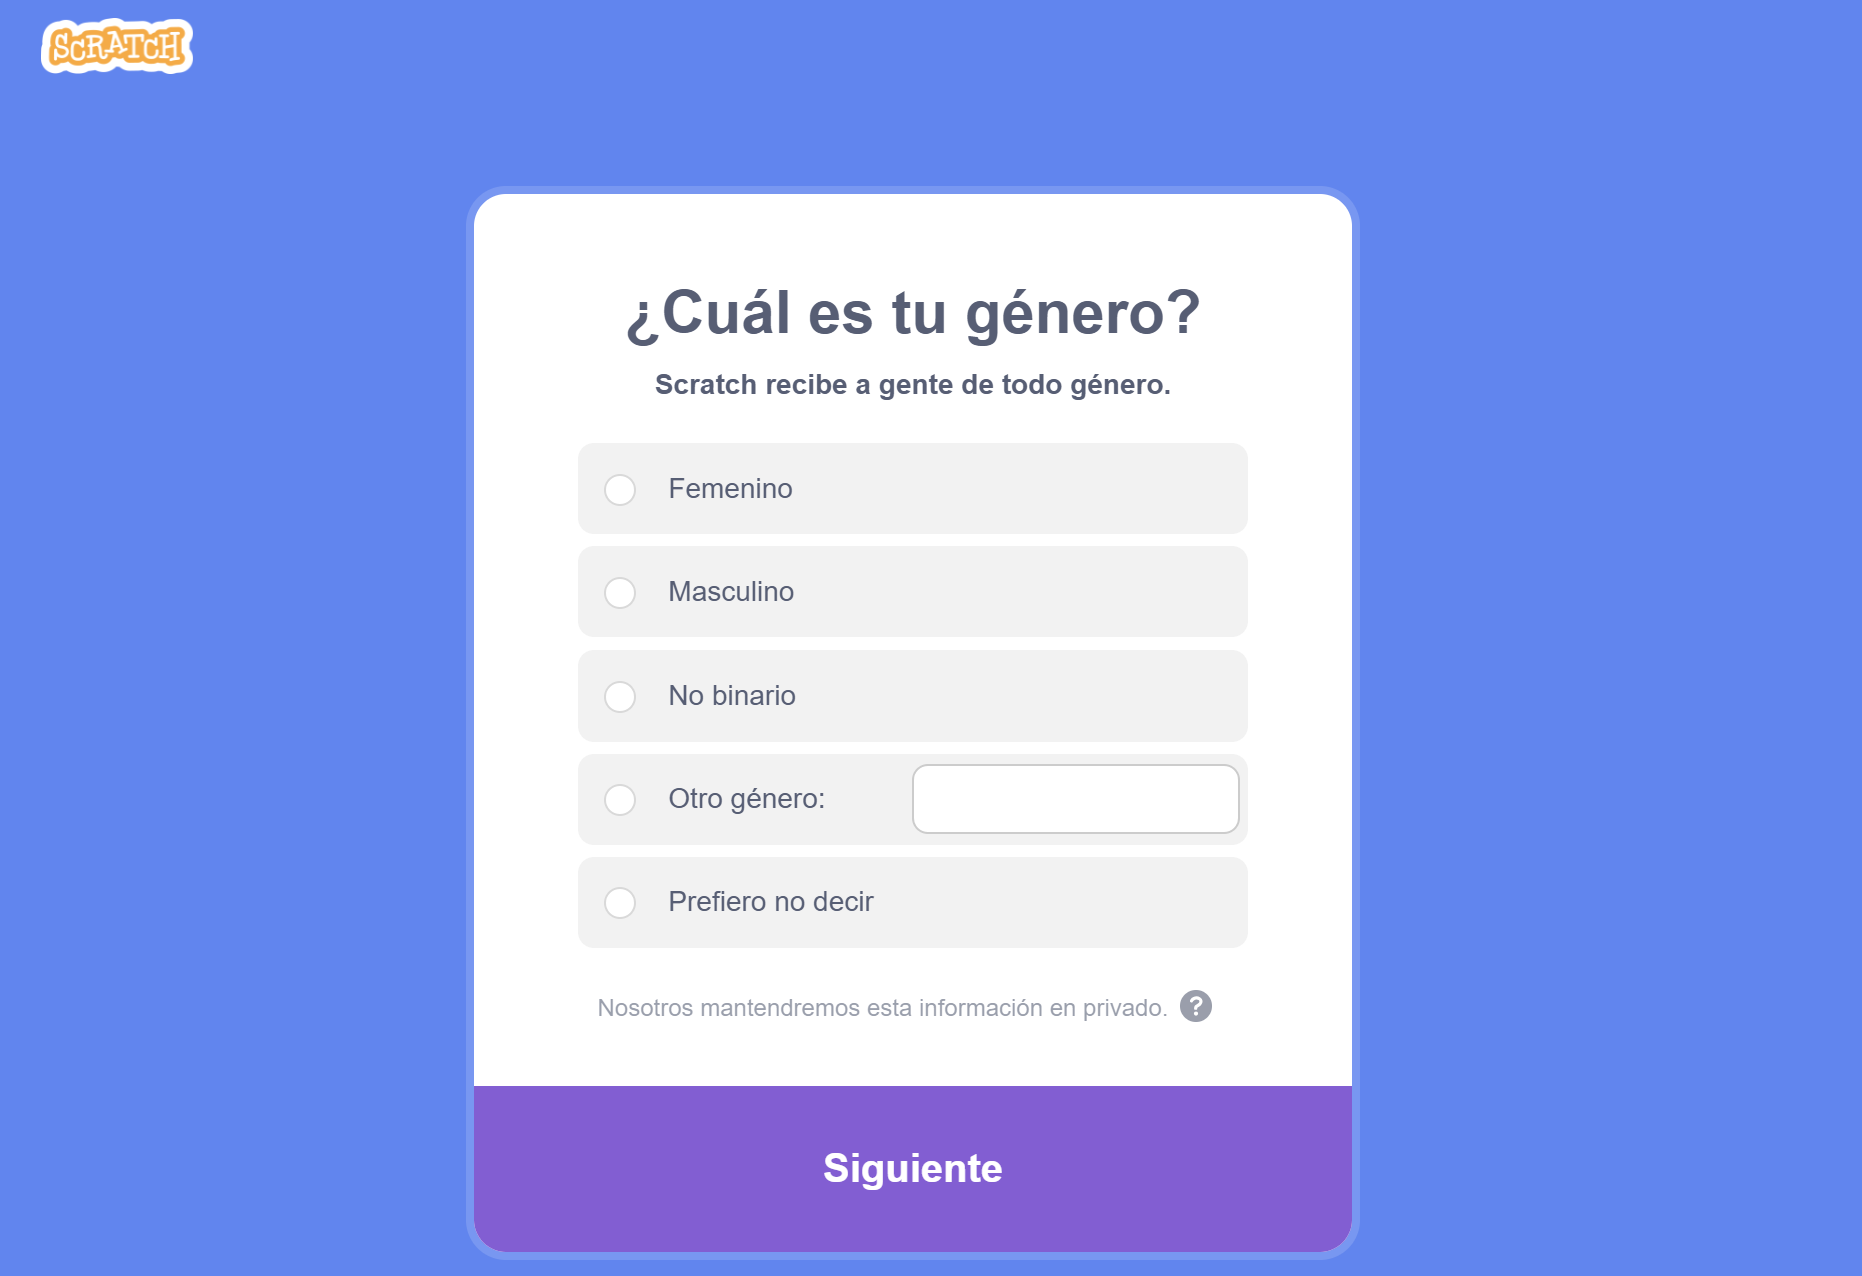 SCRATCH
¿Cuál es tu género?
Scratch recibe a gente de todo género.
Femenino
Masculino
No binario
Otro género:
Prefiero no decir
Nosotros mantendremos esta información en privado. ?
Siguiente